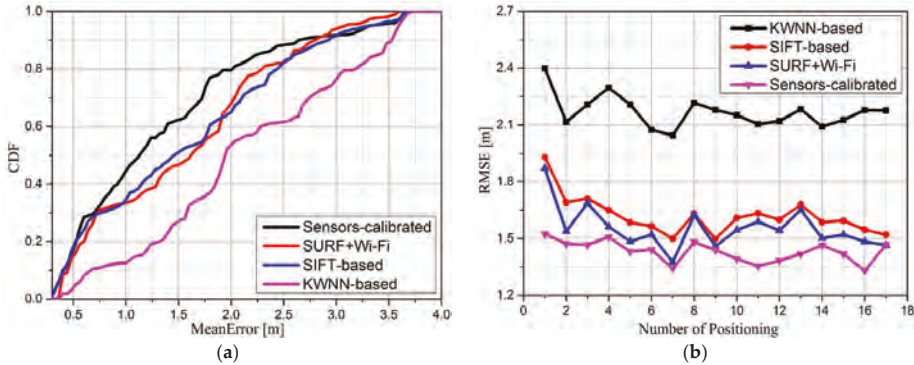 1.0
0.8
0.6
0.4
0.2
0.0
CDF
0.5
1.0
1.5
2.0
2.5
3.0
3.5
4.0
MeanError [m]
Sensors-calibrated
SURF+Wi-Fi
SIFT-based
KWNN-based
(a)
2.7
2.4
2.1
1.8
1.5
1.2
RMSE [m]
0
2
4
6
8
10
12
14
16
18
Number of Positioning
KWNN-based
SIFT-based
SURF+Wi-Fi
Sensors-calibrated
(b)